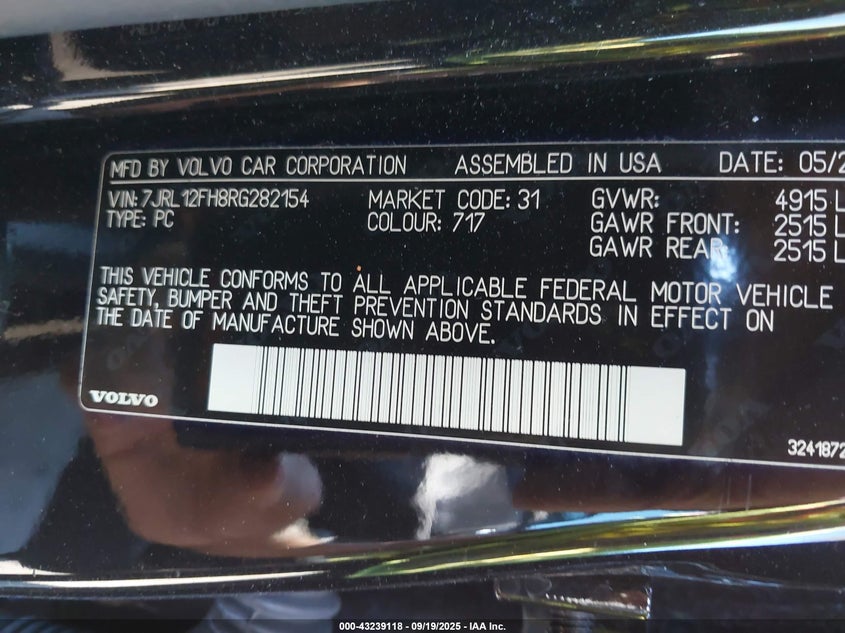 MFD BY VOLVO CAR CORPORATION ASSEMBLED IN USA DATE: 05/2
VIN: 7JRL12FH8RG282154 MARKET CODE: 31 GVWR: 4915 L
TYPE: PC COLOUR: 717 GAWR FRONT: 2515 L
GAWR REAR: 2515 L
THIS VEHICLE CONFORMS TO ALL APPLICABLE FEDERAL MOTOR VEHICLE
SAFETY, BUMPER AND THEFT PREVENTION STANDARDS IN EFFECT ON
THE DATE OF MANUFACTURE SHOWN ABOVE.
VOLVO
3241872
000-43239118 - 09/19/2025 - IAA Inc.